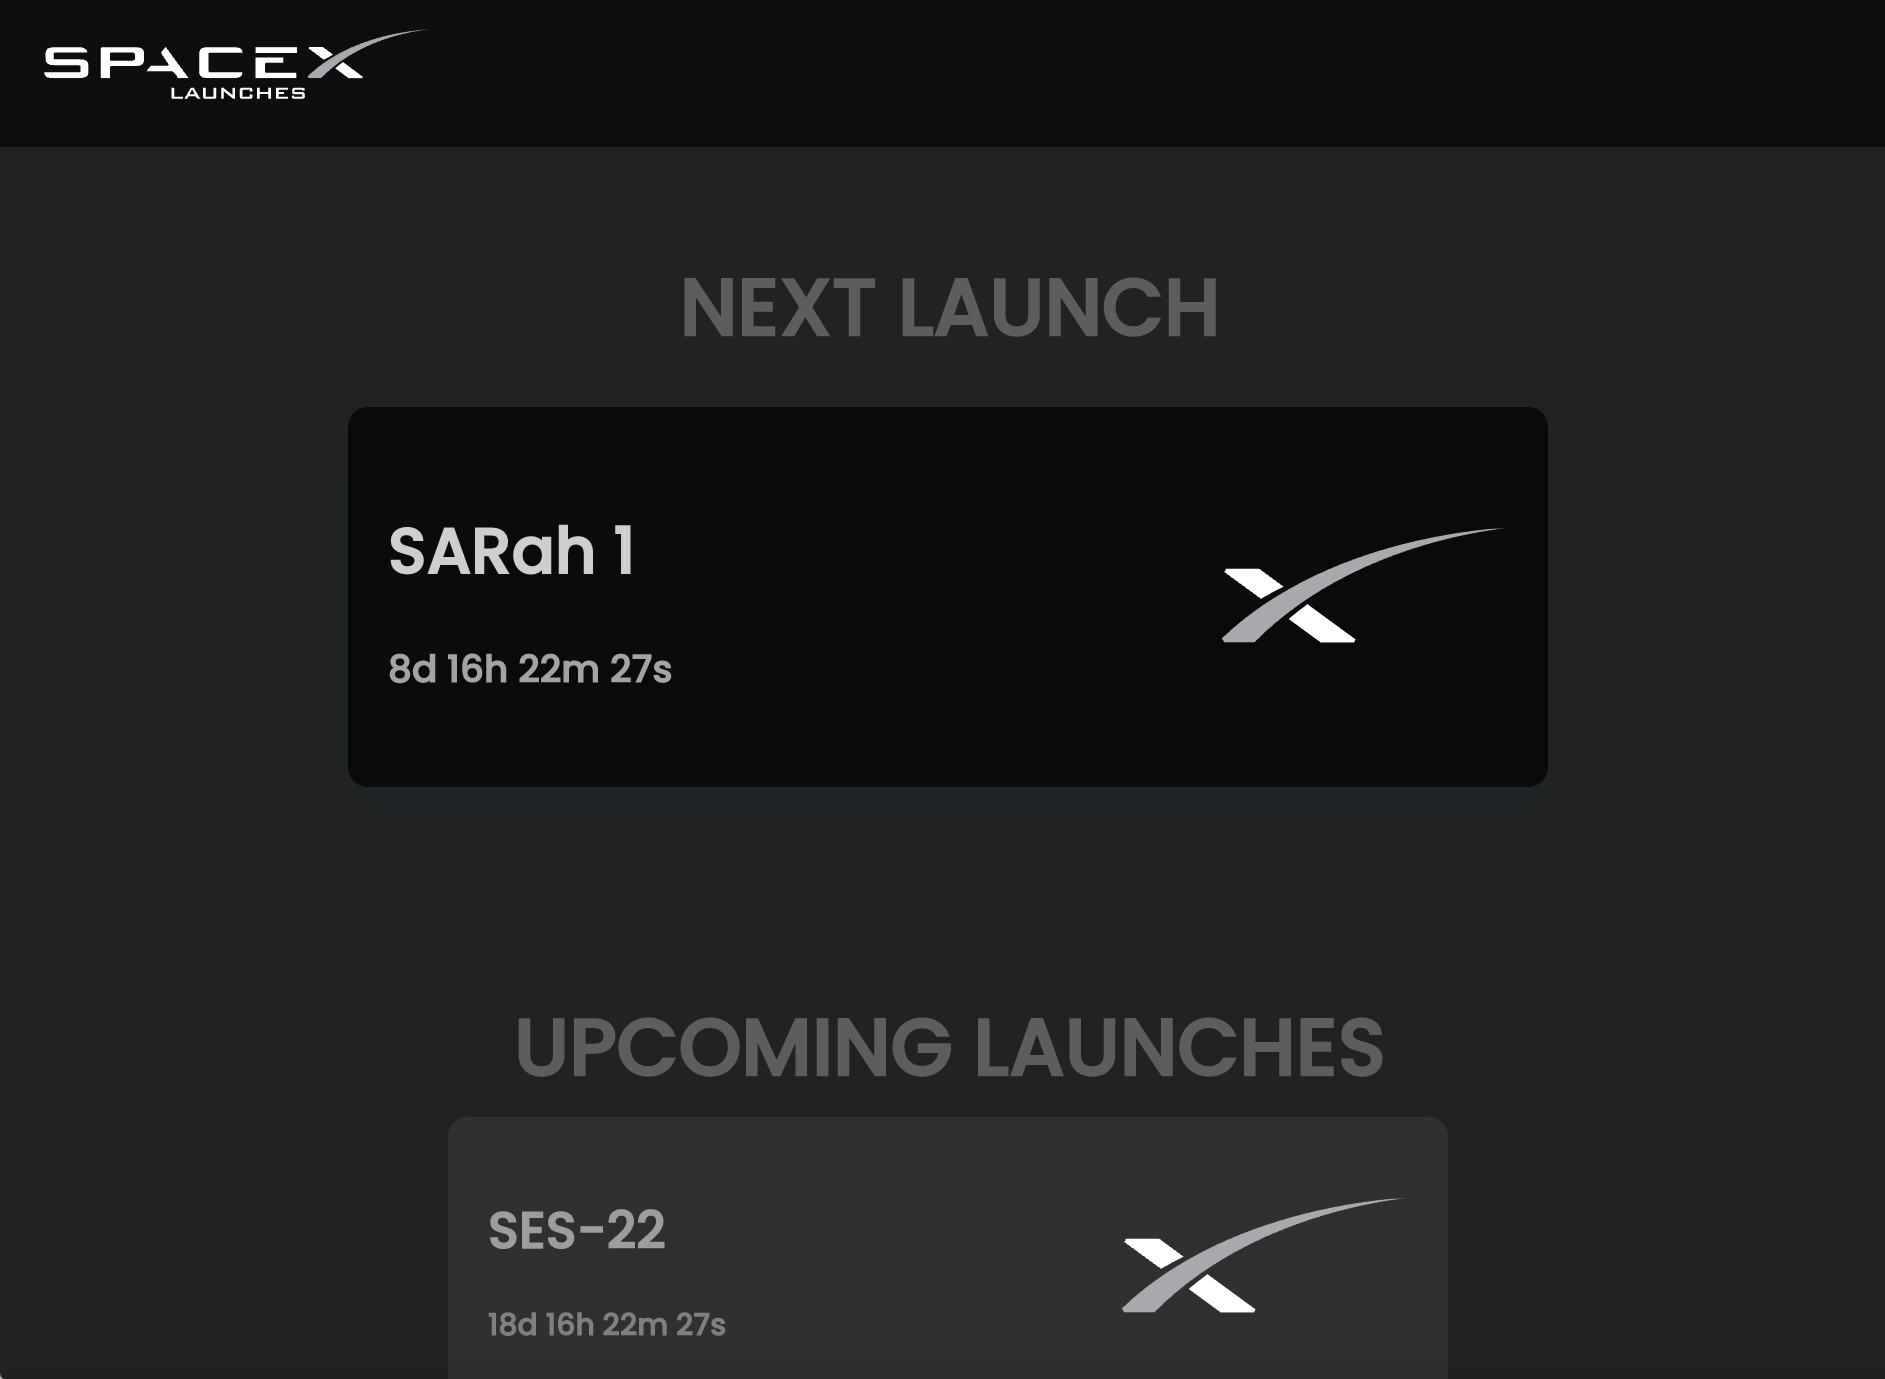 SPACEX
LAUNCHES
NEXT LAUNCH
SARah 1
8d 16h 22m 27s
UPCOMING LAUNCHES
SES-22
18d 16h 22m 27s